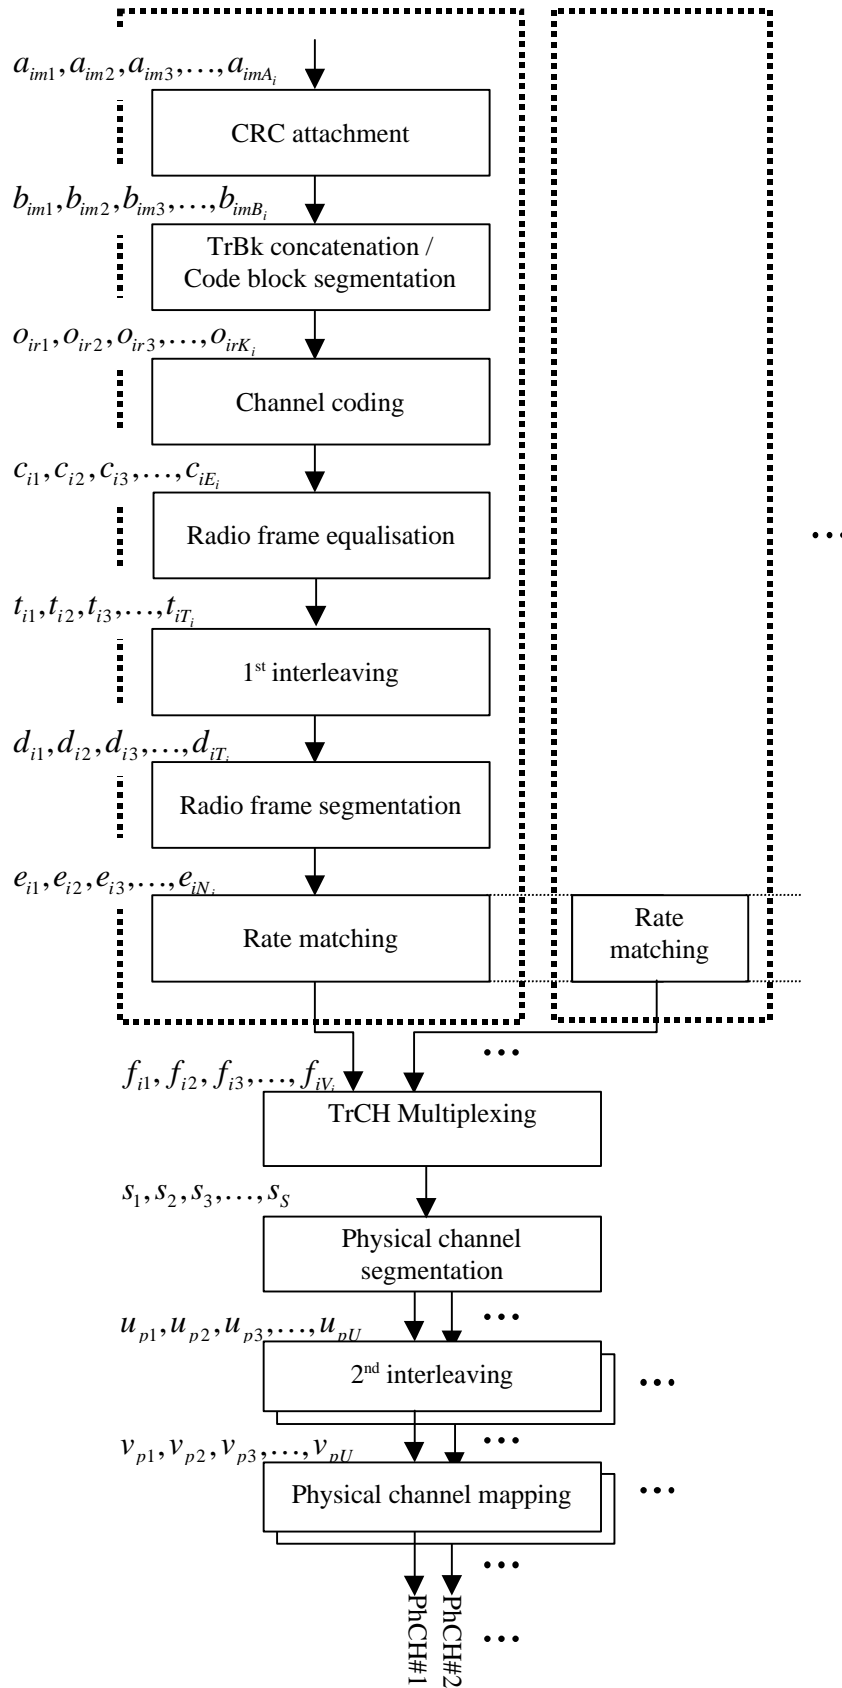 a_{im1}, a_{im2}, a_{im3}, …, a_{imA_i}
CRC attachment
b_{im1}, b_{im2}, b_{im3}, …, b_{imB_i}
TrBk concatenation /
Code block segmentation
o_{ir1}, o_{ir2}, o_{ir3}, …, o_{irK_i}
Channel coding
c_{i1}, c_{i2}, c_{i3}, …, c_{iE_i}
Radio frame equalisation
…
t_{i1}, t_{i2}, t_{i3}, …, t_{iT_i}
1st interleaving
d_{i1}, d_{i2}, d_{i3}, …, d_{iT_i}
Radio frame segmentation
e_{i1}, e_{i2}, e_{i3}, …, e_{iN_i}
Rate matching
Rate
matching
…
f_{i1}, f_{i2}, f_{i3}, …, f_{iV_i}
TrCH Multiplexing
s_1, s_2, s_3, …, s_S
Physical channel
segmentation
…
u_{p1}, u_{p2}, u_{p3}, …, u_{pU}
2nd interleaving
…
…
v_{p1}, v_{p2}, v_{p3}, …, v_{pU}
Physical channel mapping
…
…
PhCH#1
PhCH#2
…